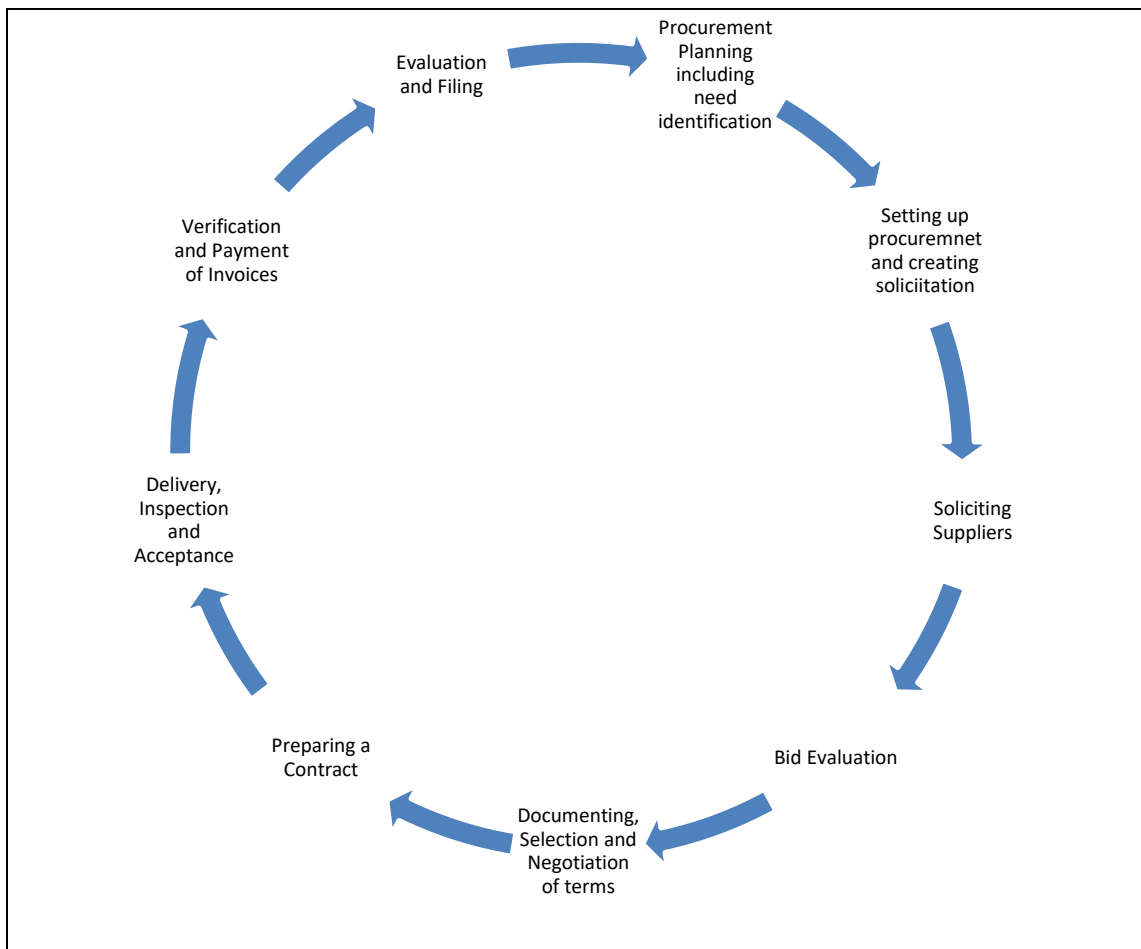 Procurement
Planning
including
need
identification
Setting up
procuremnet
and creating
soliciitation
Soliciting
Suppliers
Bid Evaluation
Documenting,
Selection and
Negotiation
of terms
Preparing a
Contract
Delivery,
Inspection
and
Acceptance
Verification
and Payment
of Invoices
Evaluation
and Filing